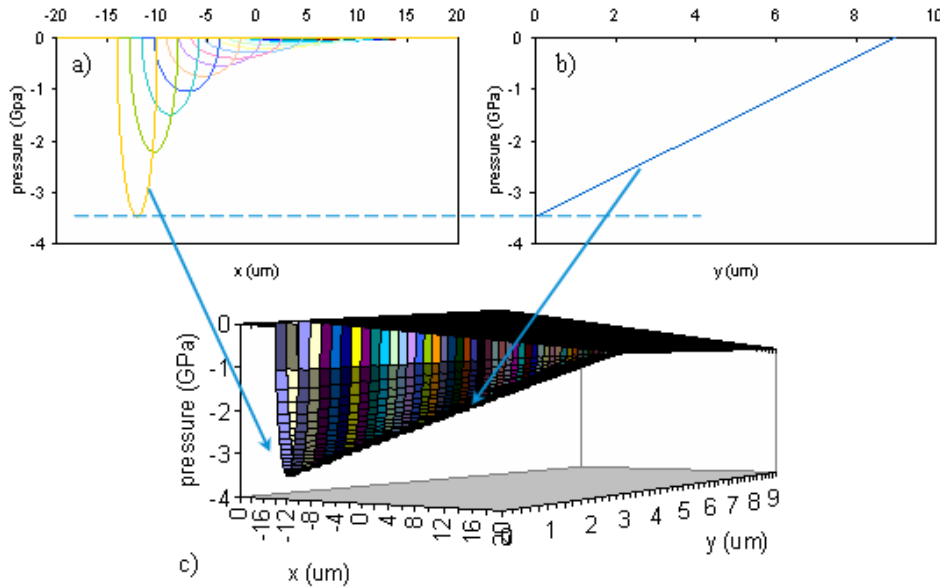 -20 -15 -10 -5 0 5 10 15 20
0 2 4 6 8 10
0
-1
-2
-3
-4
pressure (Gpa)
a)
x (um)
0
-1
-2
-3
-4
pressure (GPa)
b)
y (um)
0
-1
-2
-3
-4
pressure (GPa)
0 -16 -12 -8 -4 0 4 8 12 16 20
x (um)
0 1 2 3 4 5 6 7 8 9
y (um)
c)